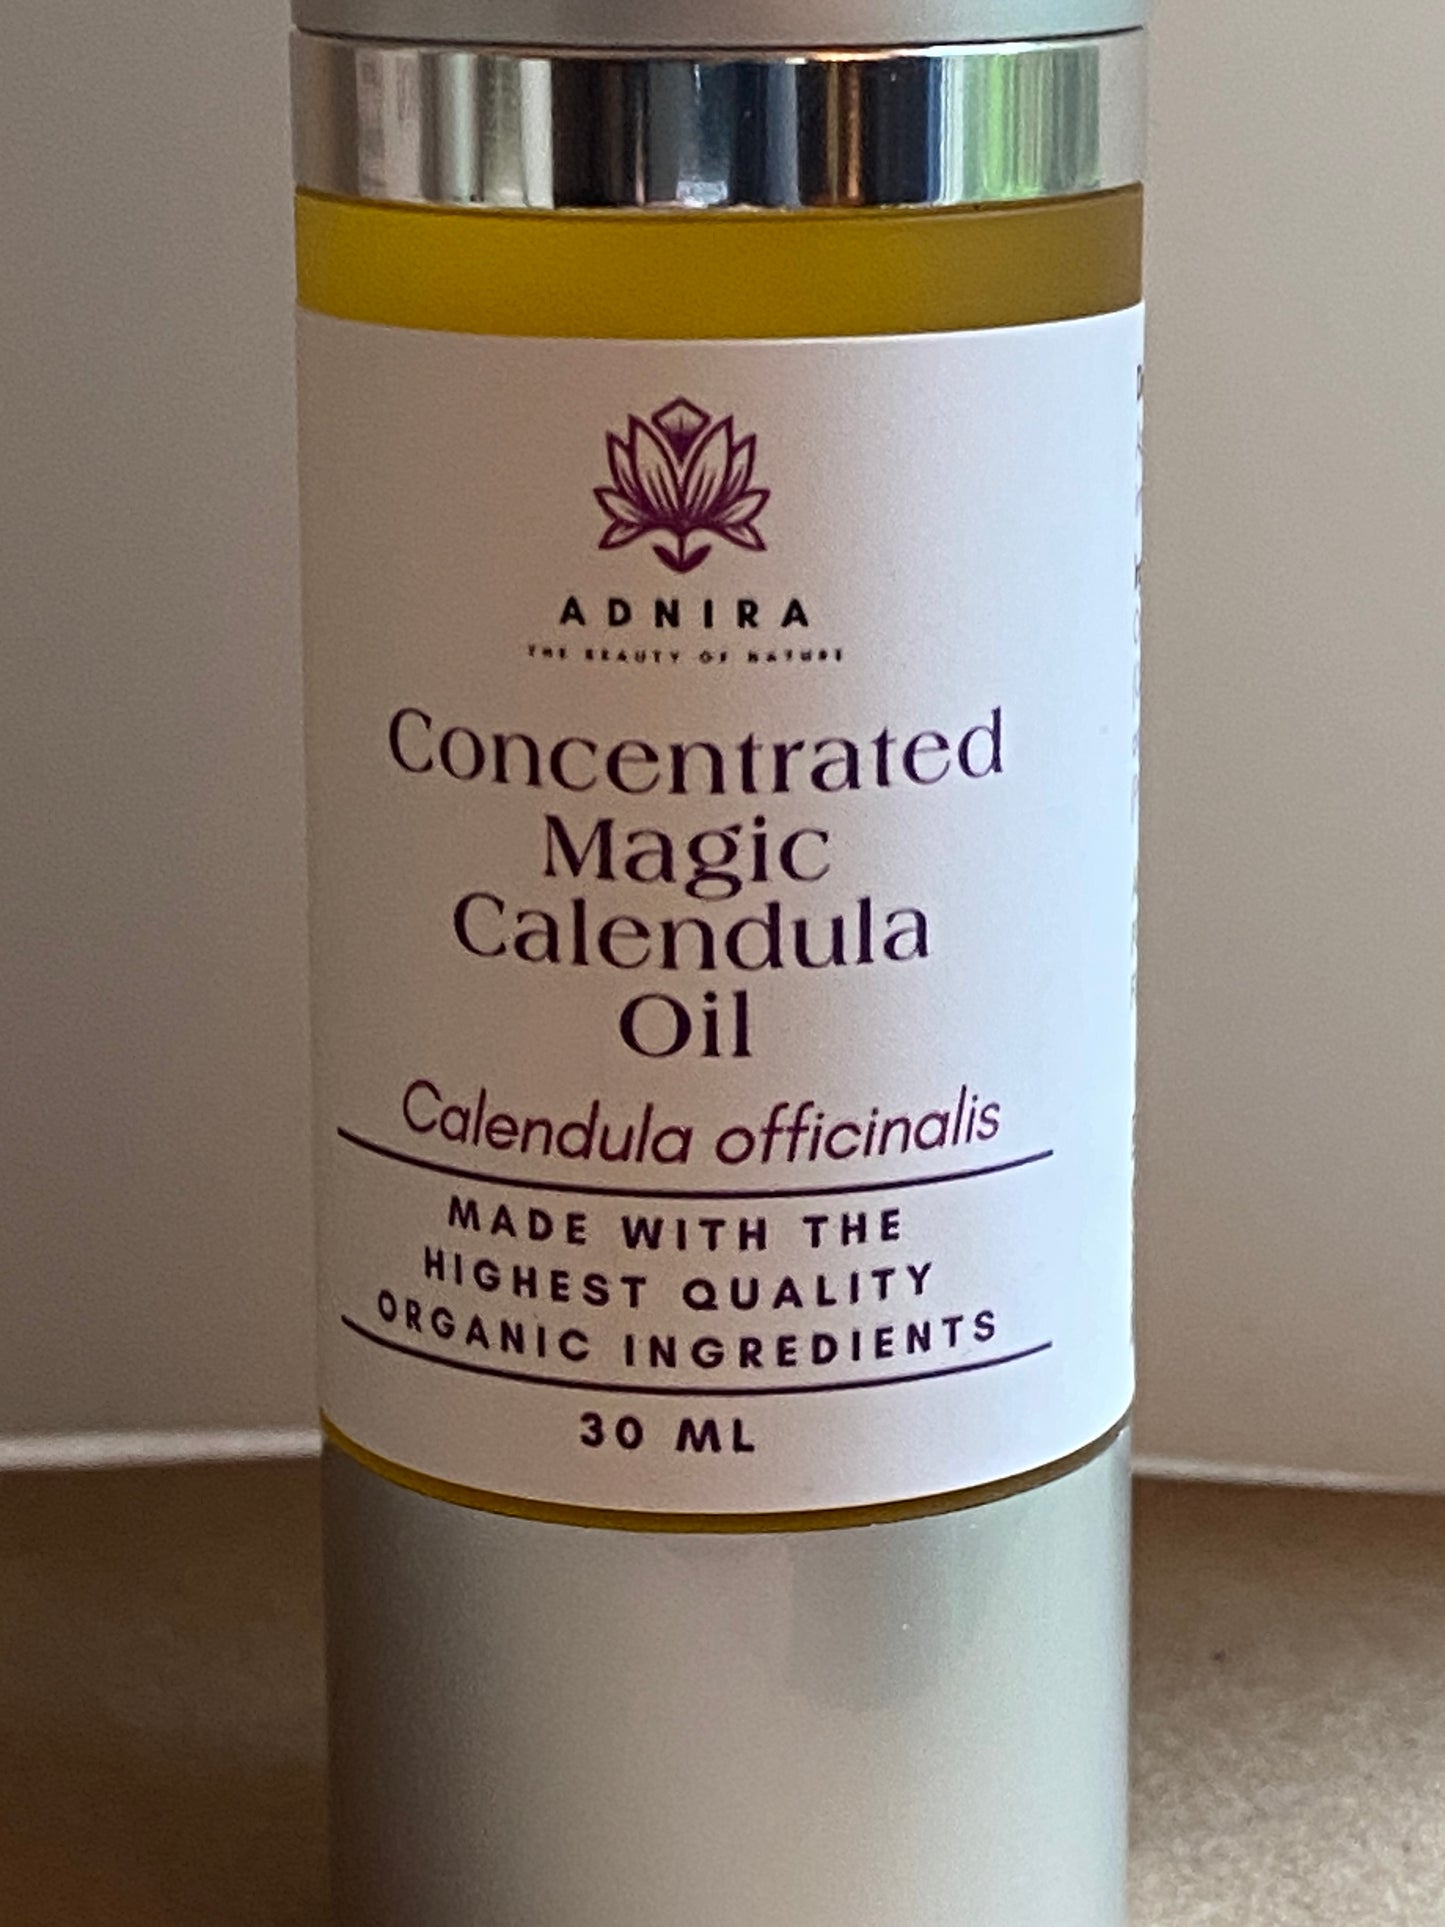 ADNIRA
THE BEAUTY OF NATURE
Concentrated
Magic
Calendula
Oil
Calendula officinalis
MADE WITH THE
HIGHEST QUALITY
ORGANIC INGREDIENTS
30 ML